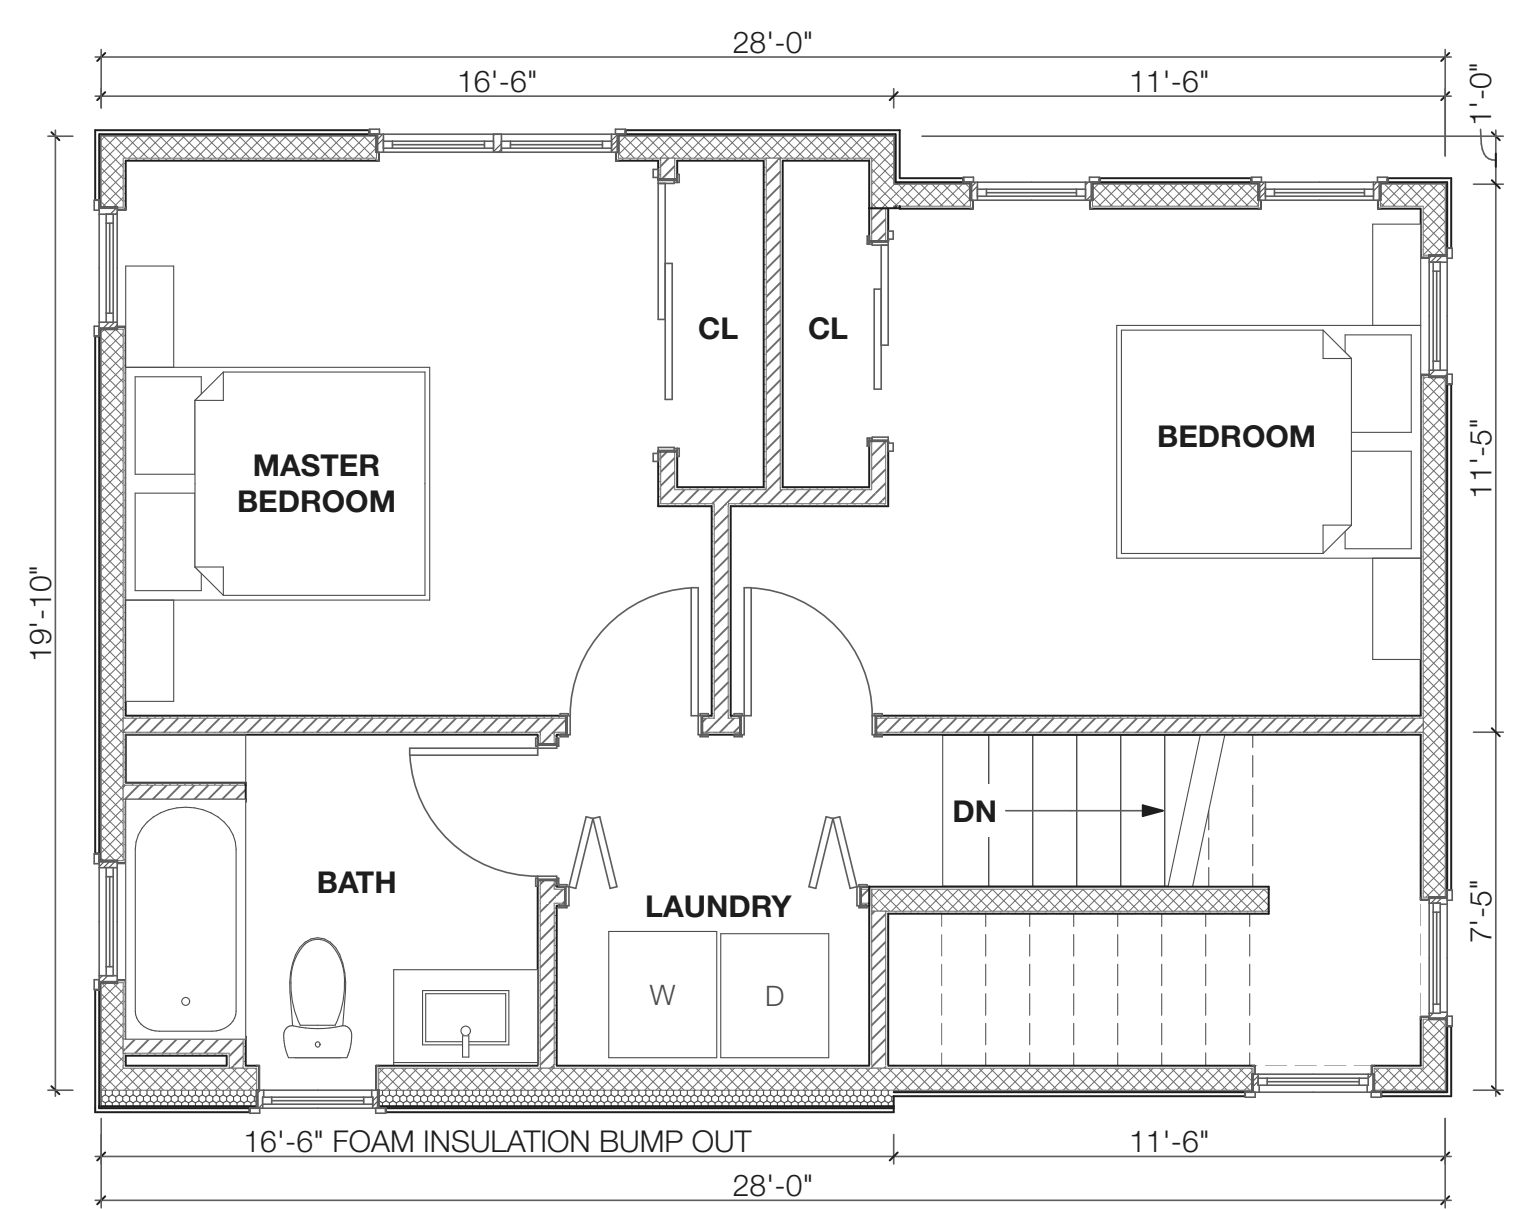 28'-0"
16'-6"
11'-6"
1'-0"
CL
CL
MASTER
BEDROOM
BEDROOM
11'-5"
19'-10"
DN
BATH
LAUNDRY
7'-5"
W
D
16'-6" FOAM INSULATION BUMP OUT
11'-6"
28'-0"